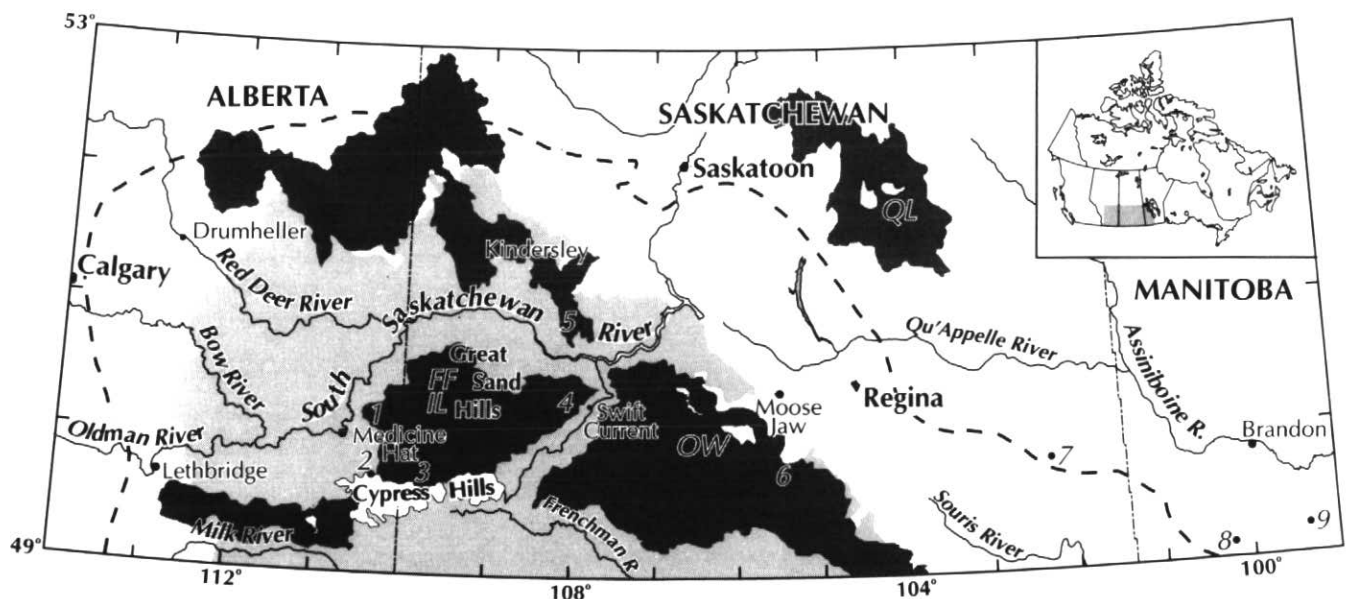 53°
ALBERTA
SASKATCHEWAN
Saskatoon
QL
Drumheller
Kindersley
Calgary
Red Deer River
Saskatchewan
MANITOBA
5
River
Bow River
Qu'Appelle River
Assiniboine R.
Great
South
FF Sand
IL Hills
1
4
Swift
Current
Moose
Jaw
Regina
Oldman River
Medicine
Hat
OW
Brandon
Lethbridge
2
3
6
7
Cypress Hills
Milk River
Frenchman R
Souris River
9
8
49°
112°
108°
104°
100°